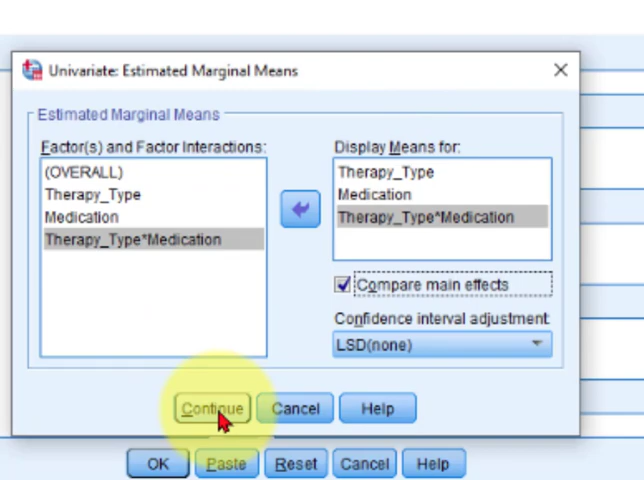 Univariate: Estimated Marginal Means
Estimated Marginal Means
Factor(s) and Factor Interactions:
(OVERALL)
Therapy_Type
Medication
Therapy_Type*Medication
Display Means for:
Therapy_Type
Medication
Therapy_Type*Medication
Compare main effects
Confidence interval adjustment:
LSD(none)
Continue
Cancel
Help
OK
Paste
Reset
Cancel
Help